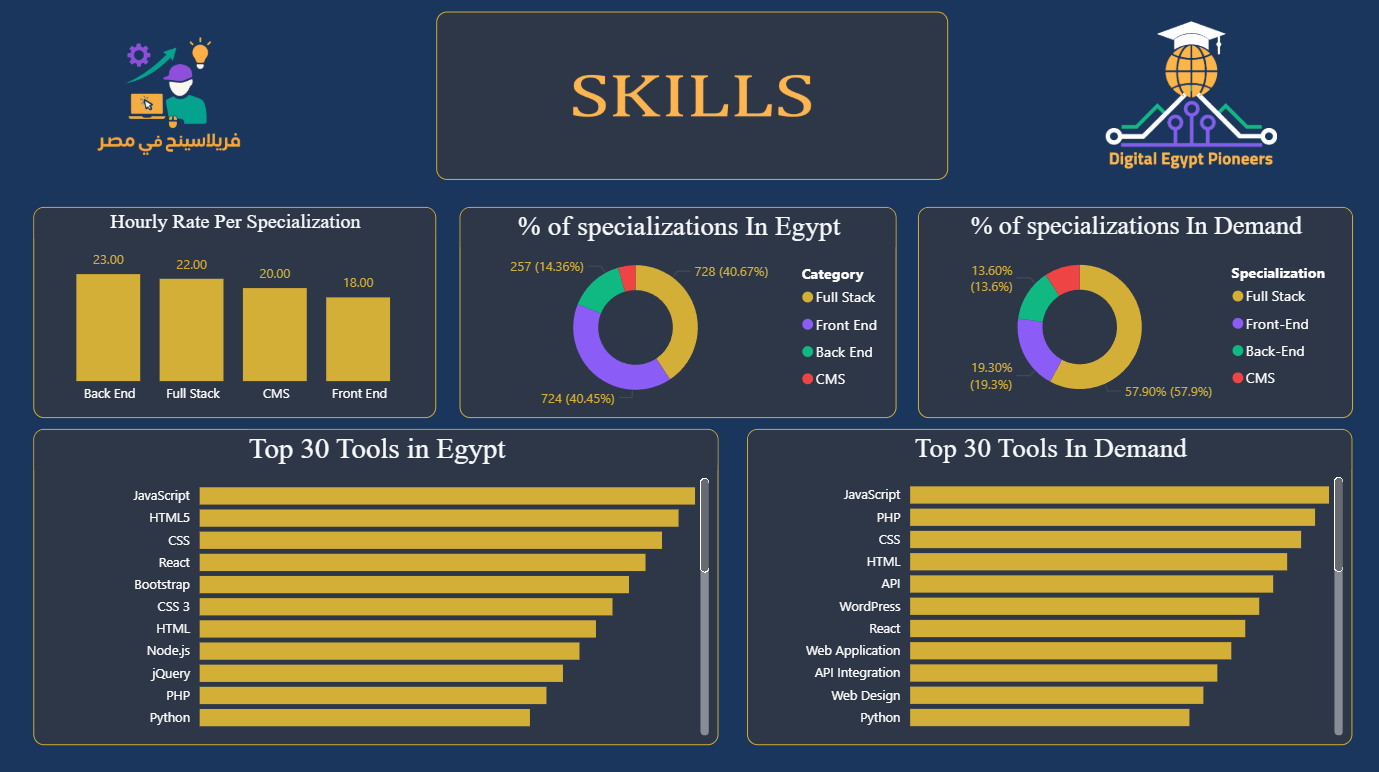 فريلاسينج في مصر
SKILLS
Digital Egypt Pioneers
Hourly Rate Per Specialization
23.00
22.00
20.00
18.00
Back End
Full Stack
CMS
Front End
% of specializations In Egypt
257 (14.36%)
728 (40.67%)
724 (40.45%)
Category
Full Stack
Front End
Back End
CMS
% of specializations In Demand
13.60%
(13.6%)
19.30%
(19.3%)
57.90% (57.9%)
Specialization
Full Stack
Front-End
Back-End
CMS
Top 30 Tools in Egypt
JavaScript
HTML5
CSS
React
Bootstrap
CSS 3
HTML
Node.js
jQuery
PHP
Python
Top 30 Tools In Demand
JavaScript
PHP
CSS
HTML
API
WordPress
React
Web Application
API Integration
Web Design
Python